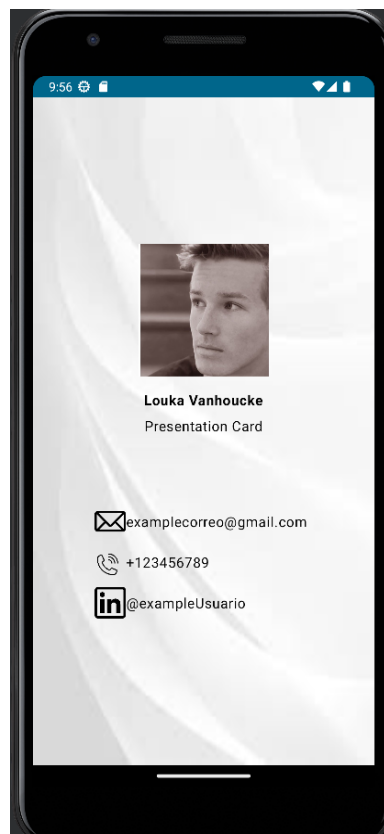 9:56
Louka Vanhoucke
Presentation Card
examplecorreo@gmail.com
+123456789
in @exampleUsuario